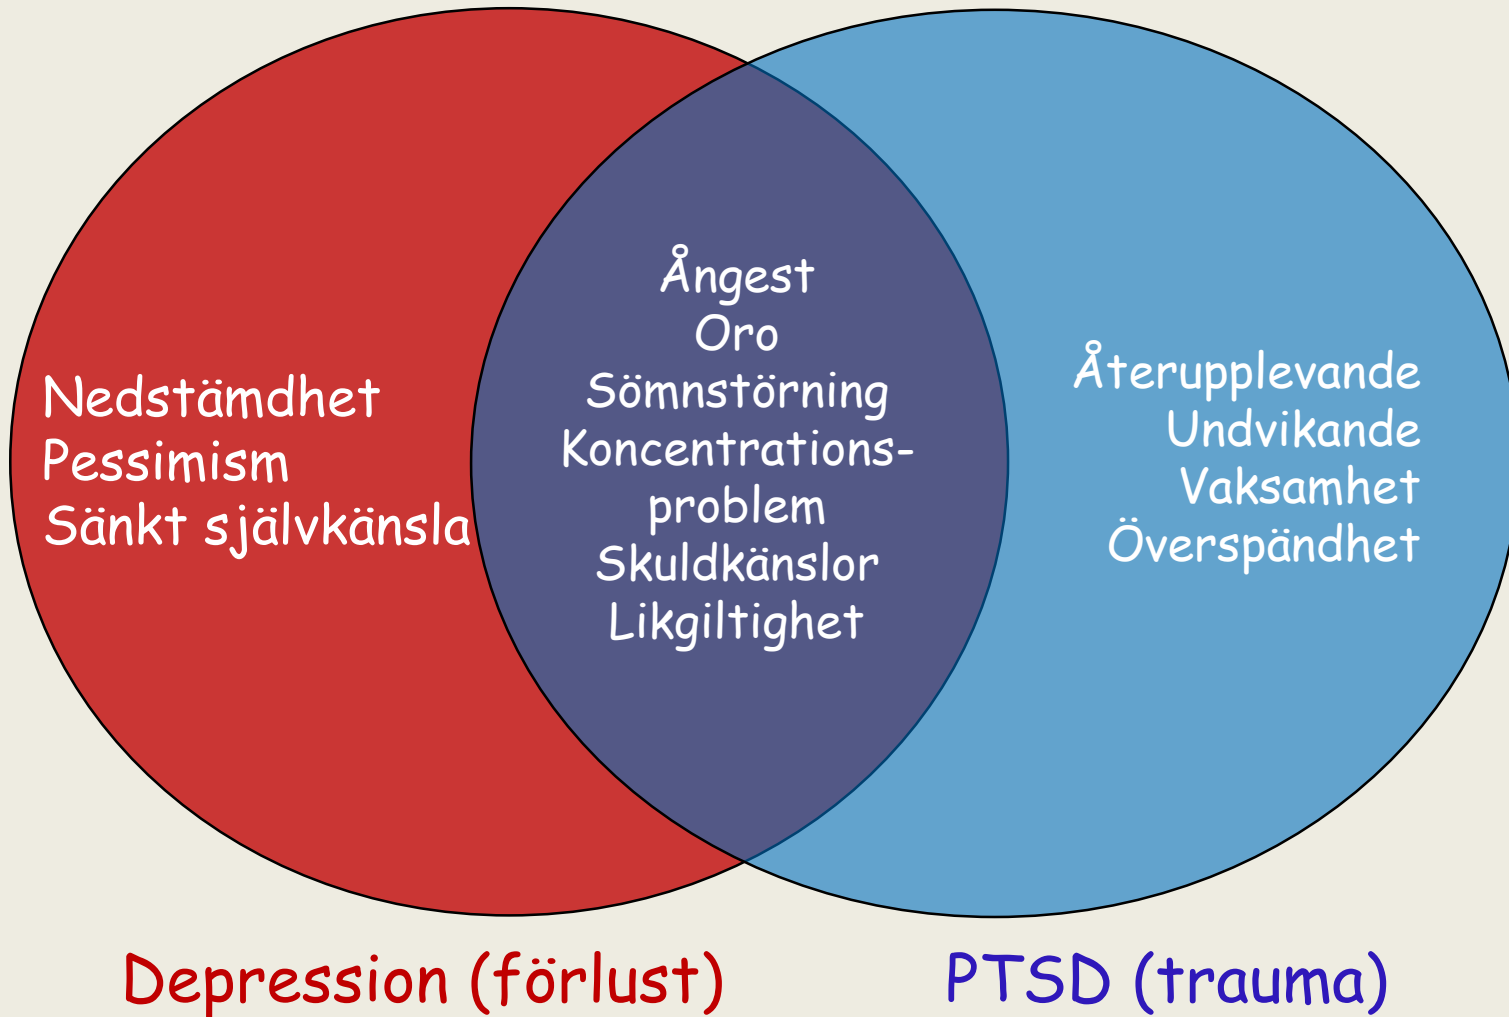 Nedstämdhet
Pessimism
Sänkt självkänsla
Ångest
Oro
Sömnstörning
Koncentrations-
problem
Skuldkänslor
Likgiltighet
Återupplevande
Undvikande
Vaksamhet
Överspändhet
Depression (förlust)
PTSD (trauma)